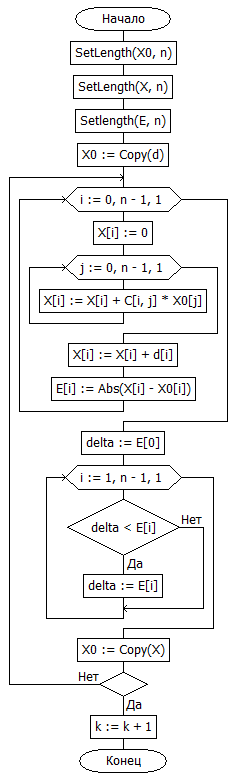 Начало
SetLength(X0, n)
SetLength(X, n)
Setlength(E, n)
X0 := Copy(d)
i := 0, n - 1, 1
X[i] := 0
j := 0, n - 1, 1
X[i] := X[i] + C[i, j] * X0[j]
X[i] := X[i] + d[i]
E[i] := Abs(X[i] - X0[i])
delta := E[0]
i := 1, n - 1, 1
delta < E[i]
Нет
Да
delta := E[i]
X0 := Copy(X)
Нет
Да
k := k + 1
Конец